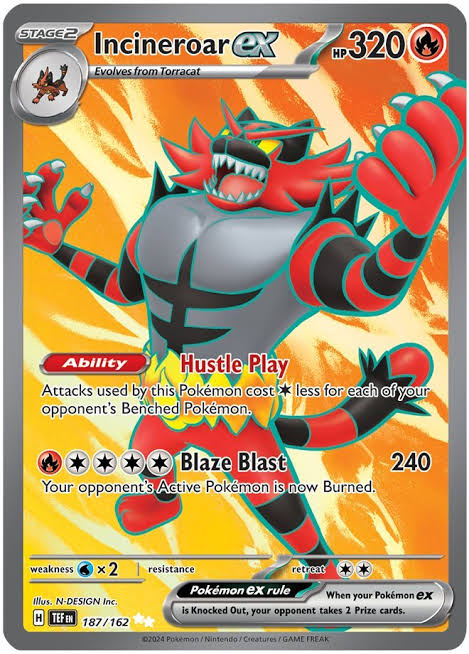 STAGE2 Incineroar ex HP 320
Evolves from Torracat
Ability Hustle Play
Attacks used by this Pokémon cost less for each of your
opponent's Benched Pokémon.
Blaze Blast 240
Your opponent's Active Pokémon is now Burned.
weakness ×2 resistance retreat
Pokémon ex rule When your Pokémon ex
is Knocked Out, your opponent takes 2 Prize cards.
Illus. N-DESIGN Inc.
H TEF EN 187/162
©2024 Pokémon / Nintendo / Creatures / GAME FREAK